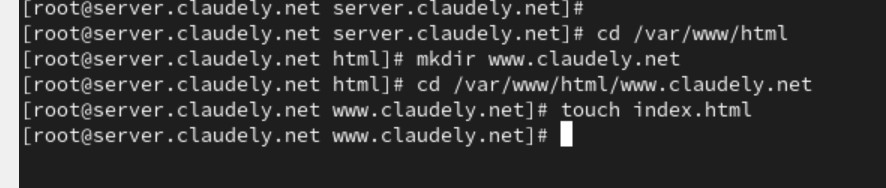 [root@server.claudely.net server.claudely.net]#
[root@server.claudely.net server.claudely.net]# cd /var/www/html
[root@server.claudely.net html]# mkdir www.claudely.net
[root@server.claudely.net html]# cd /var/www/html/www.claudely.net
[root@server.claudely.net www.claudely.net]# touch index.html
[root@server.claudely.net www.claudely.net]#